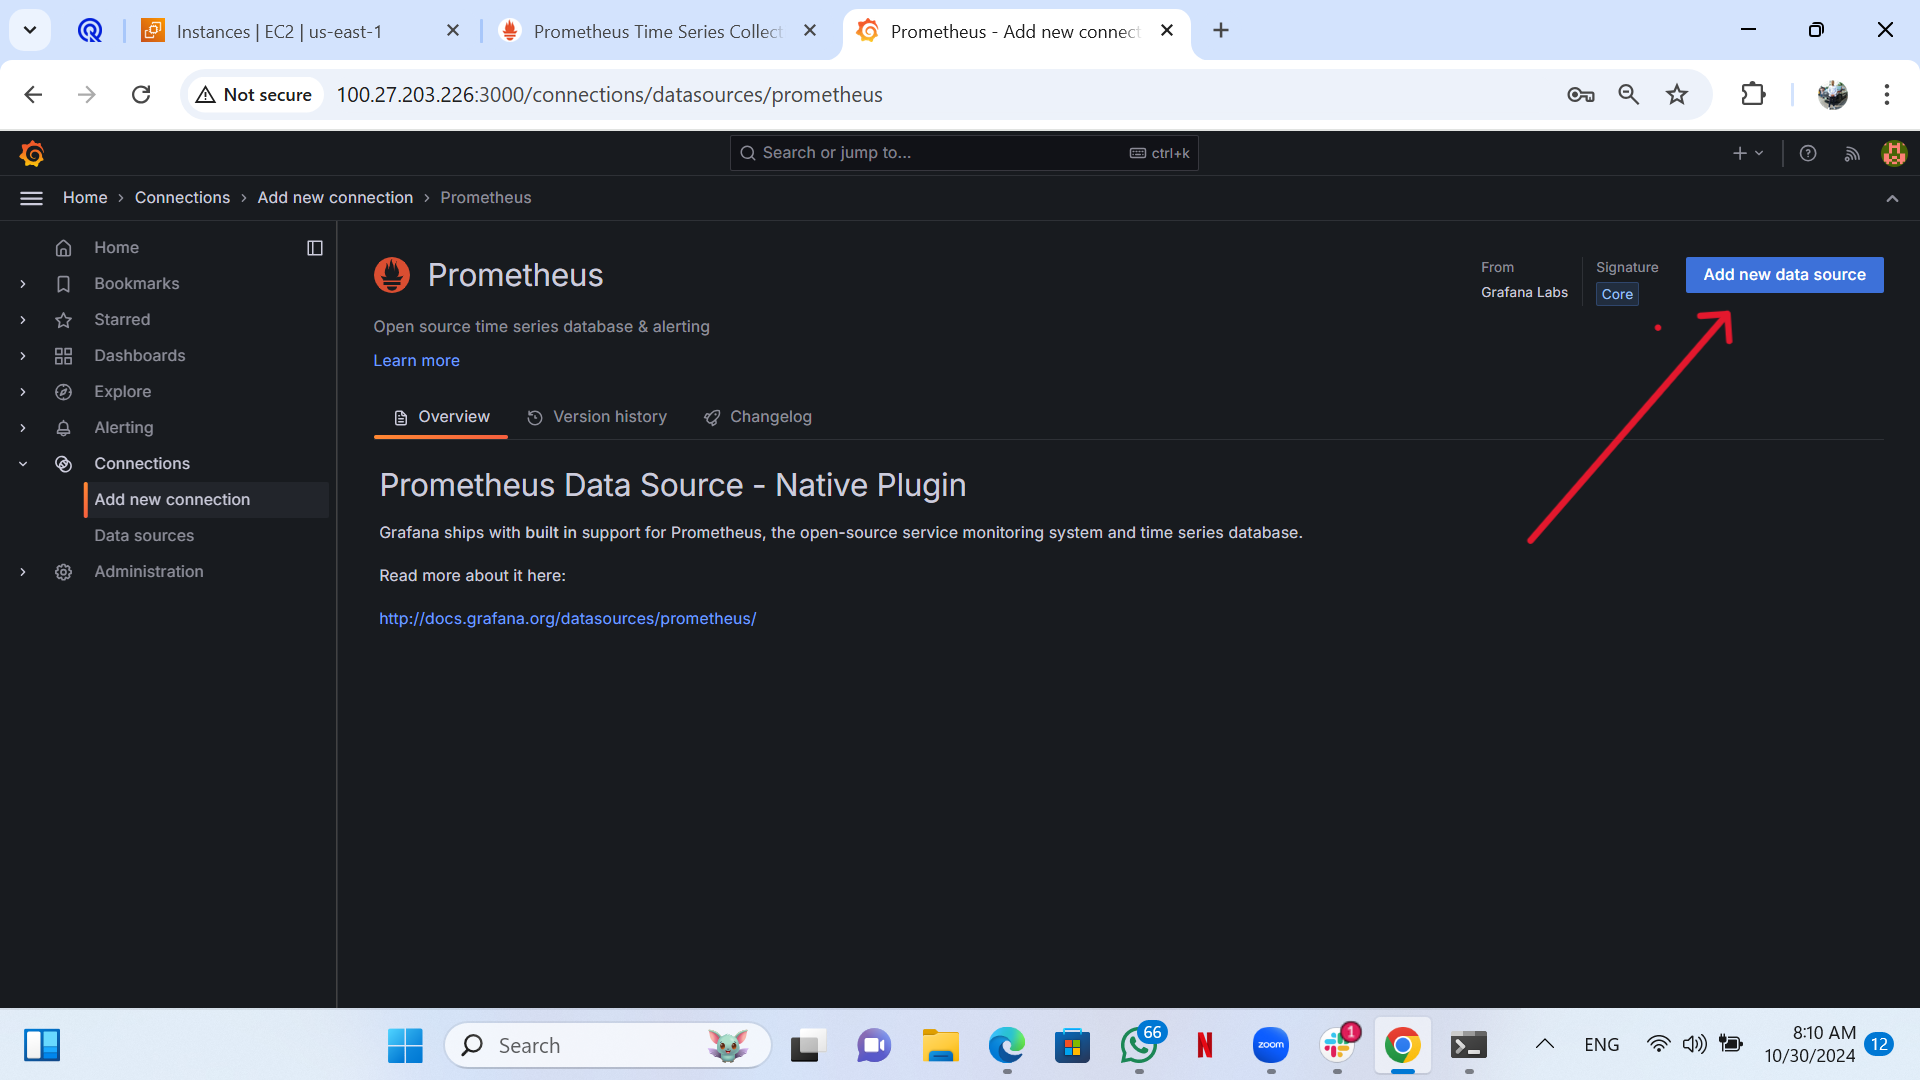 Instances | EC2 | us-east-1
Prometheus Time Series Collect
Prometheus - Add new connect
Not secure
100.27.203.226:3000/connections/datasources/prometheus
Search or jump to...
ctrl+k
Home › Connections › Add new connection › Prometheus
Home
Bookmarks
Starred
Dashboards
Explore
Alerting
Connections
Add new connection
Data sources
Administration
Prometheus
From
Grafana Labs
Signature
Core
Add new data source
Open source time series database & alerting
Learn more
Overview
Version history
Changelog
Prometheus Data Source - Native Plugin
Grafana ships with built in support for Prometheus, the open-source service monitoring system and time series database.
Read more about it here:
http://docs.grafana.org/datasources/prometheus/
Search
66
N
zoom
1
ENG
8:10 AM
10/30/2024
12